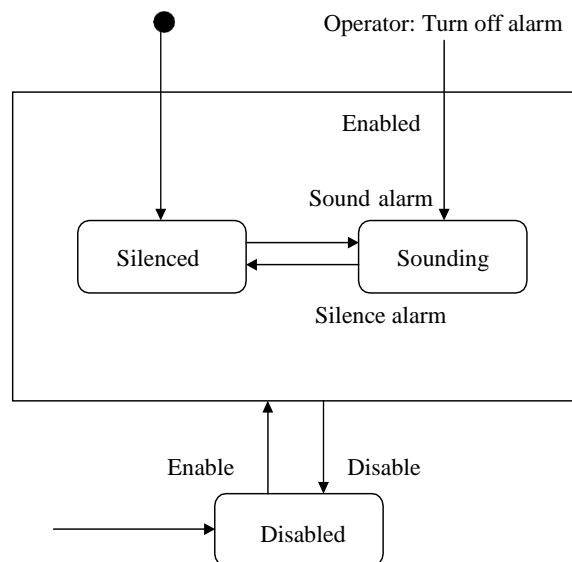 Operator: Turn off alarm
Enabled
Sound alarm
Silenced
Sounding
Silence alarm
Enable
Disable
Disabled